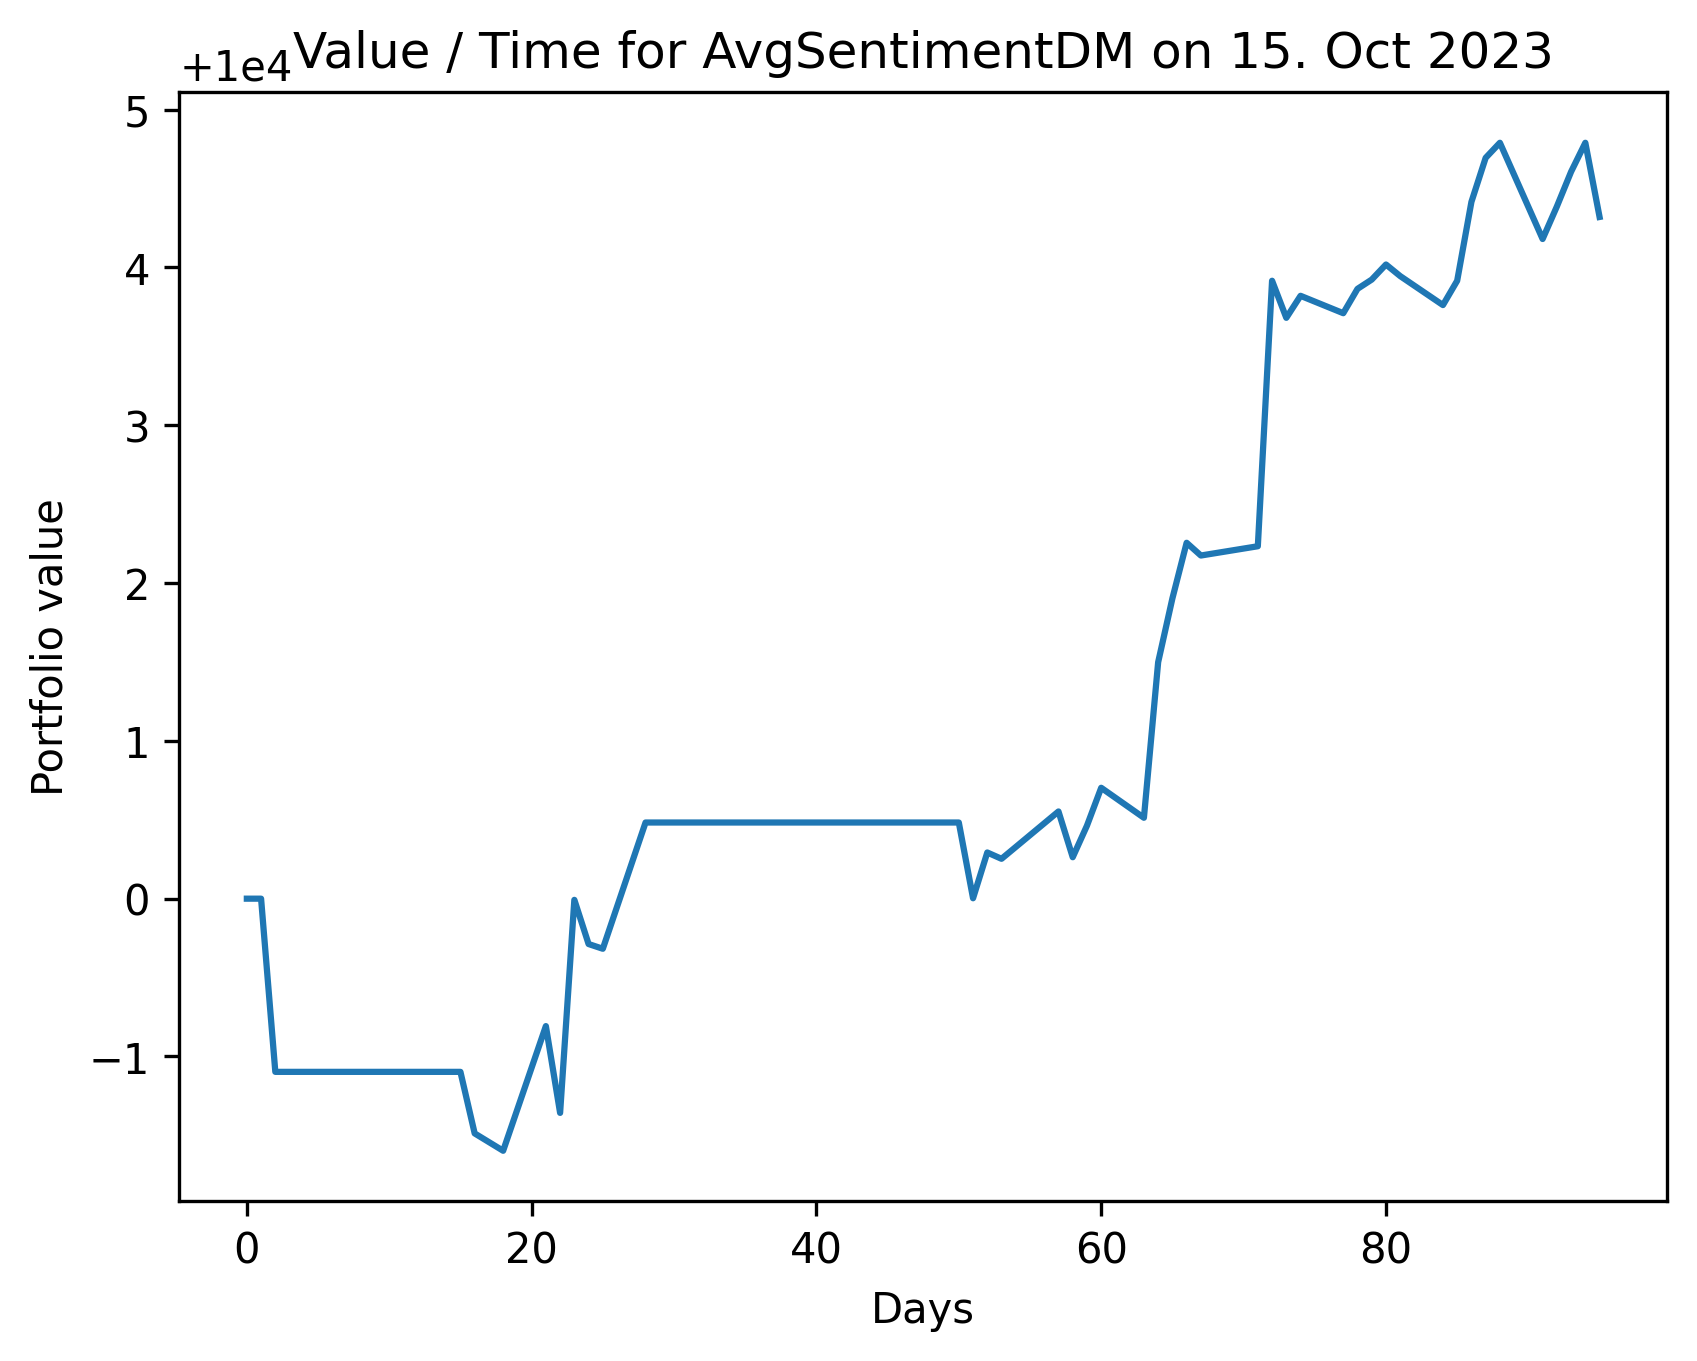 Value / Time for AvgSentimentDM on 15. Oct 2023
+1e4
5
4
3
2
1
0
−1
Portfolio value
0 20 40 60 80
Days